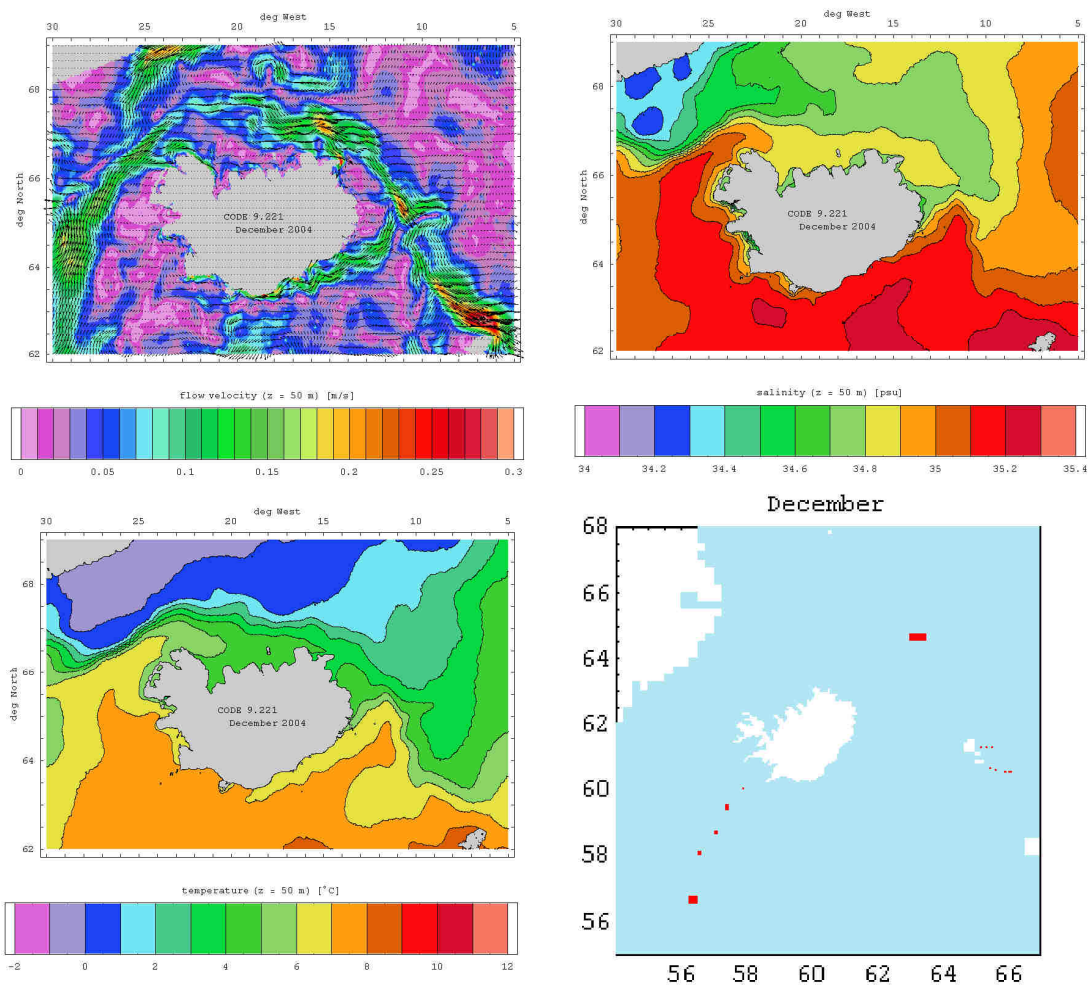 deg West
30 25 20 15 10 5
68
66
64
62
deg North
CODE 9.221
December 2004
flow velocity (z = 50 m) [m/s]
0 0.05 0.1 0.15 0.2 0.25 0.3
deg West
30 25 20 15 10 5
68
66
64
62
deg North
CODE 9.221
December 2004
salinity (z = 50 m) [psu]
34 34.2 34.4 34.6 34.8 35 35.2 35.4
deg West
30 25 20 15 10 5
68
66
64
62
deg North
CODE 9.221
December 2004
temperature (z = 50 m) [°C]
-2 0 2 4 6 8 10 12
December
68
66
64
62
60
58
56
56 58 60 62 64 66